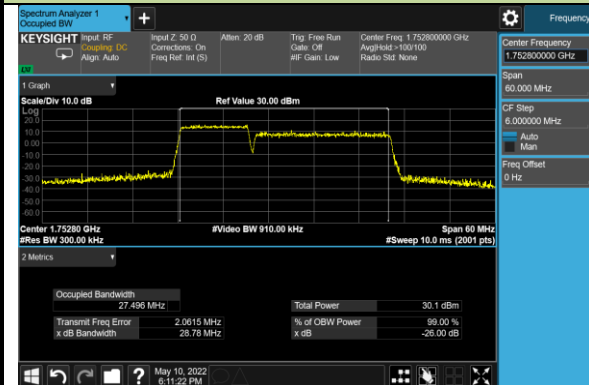 Spectrum Analyzer 1
Occupied BW
+
Frequency
KEYSIGHT
Input: RF
Coupling: DC
Align: Auto
Input Z: 50 Ω
Corrections: On
Freq Ref: Int (S)
Atten: 20 dB
Trig: Free Run
Gate: Off
#IF Gain: Low
Center Freq: 1.752800000 GHz
Avg|Hold:>100/100
Radio Std: None
Center Frequency
1.752800000 GHz
Span
60.000 MHz
CF Step
6.000000 MHz
Auto
Man
Freq Offset
0 Hz
1 Graph
Scale/Div 10.0 dB
Ref Value 30.00 dBm
Log
20.0
10.0
0.00
-10.0
-20.0
-30.0
-40.0
-50.0
-60.0
Center 1.75280 GHz
#Video BW 910.00 kHz
Span 60 MHz
#Res BW 300.00 kHz
#Sweep 10.0 ms (2001 pts)
2 Metrics
Occupied Bandwidth
27.496 MHz
Total Power
30.1 dBm
Transmit Freq Error
2.0615 MHz
% of OBW Power
99.00 %
x dB Bandwidth
28.78 MHz
x dB
-26.00 dB
?
May 10, 2022
6:11:22 PM